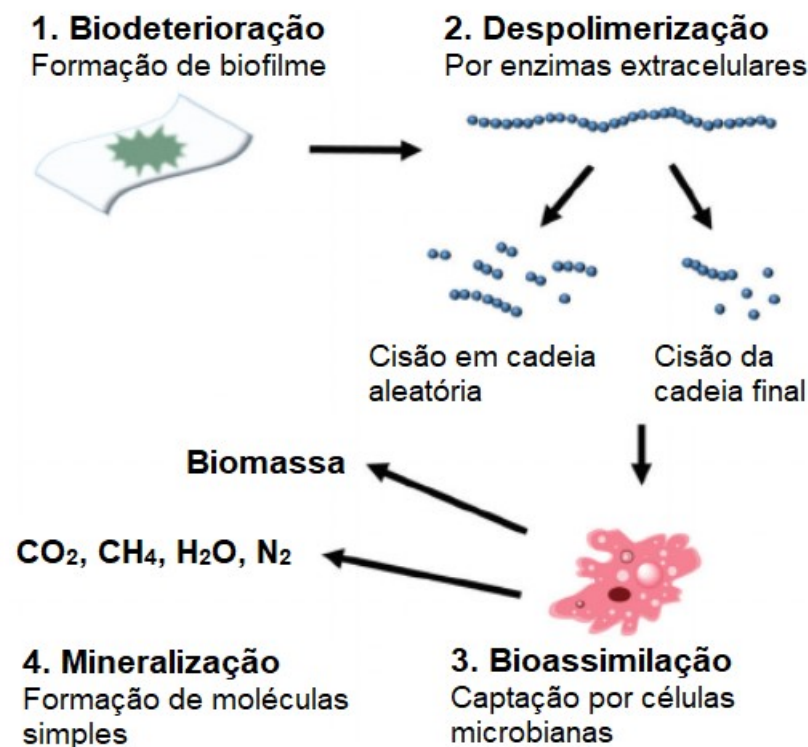 1. Biodeterioração
Formação de biofilme
2. Despolimerização
Por enzimas extracelulares
Cisão em cadeia
aleatória
Cisão da
cadeia final
Biomassa
CO₂, CH₄, H₂O, N₂
3. Bioassimilação
Captação por células
microbianas
4. Mineralização
Formação de moléculas
simples